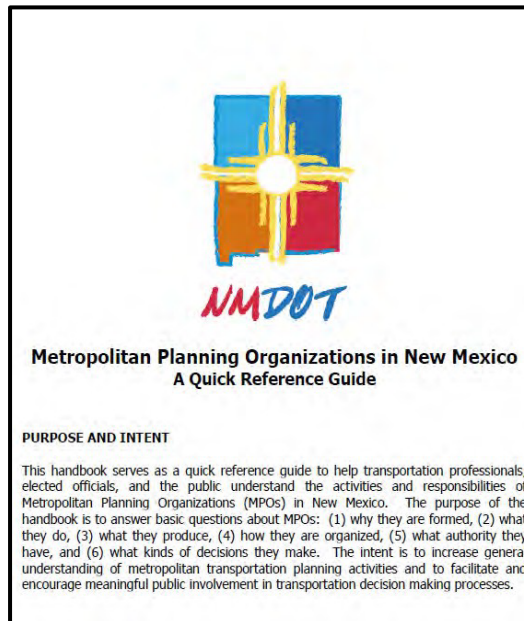 NMDOT
Metropolitan Planning Organizations in New Mexico
A Quick Reference Guide
PURPOSE AND INTENT
This handbook serves as a quick reference guide to help transportation professionals,
elected officials, and the public understand the activities and responsibilities of
Metropolitan Planning Organizations (MPOs) in New Mexico. The purpose of the
handbook is to answer basic questions about MPOs: (1) why they are formed, (2) what
they do, (3) what they produce, (4) how they are organized, (5) what authority they
have, and (6) what kinds of decisions they make. The intent is to increase general
understanding of metropolitan transportation planning activities and to facilitate and
encourage meaningful public involvement in transportation decision making processes.